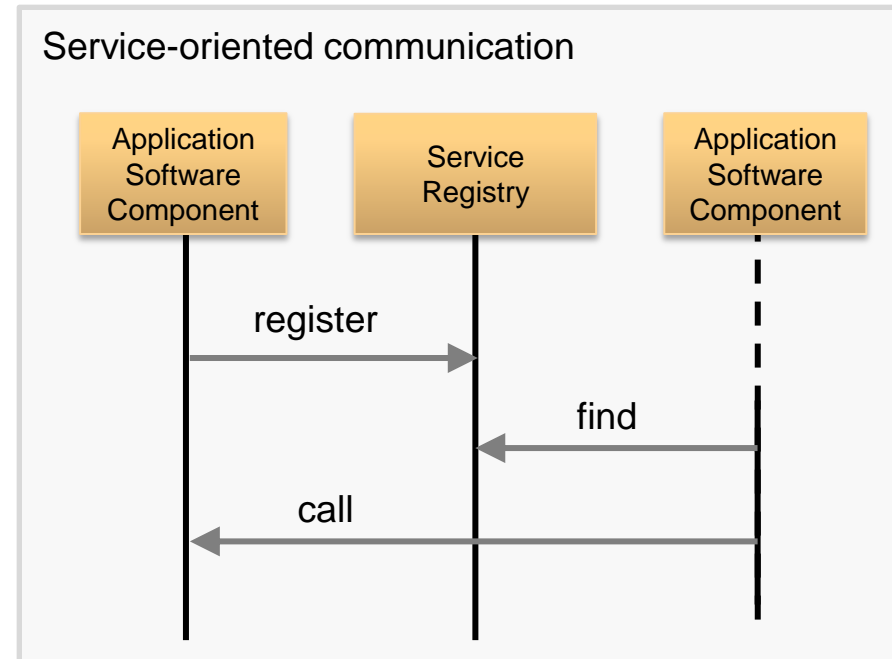 Service-oriented communication
Application
Software
Component
Service
Registry
Application
Software
Component
register
find
call